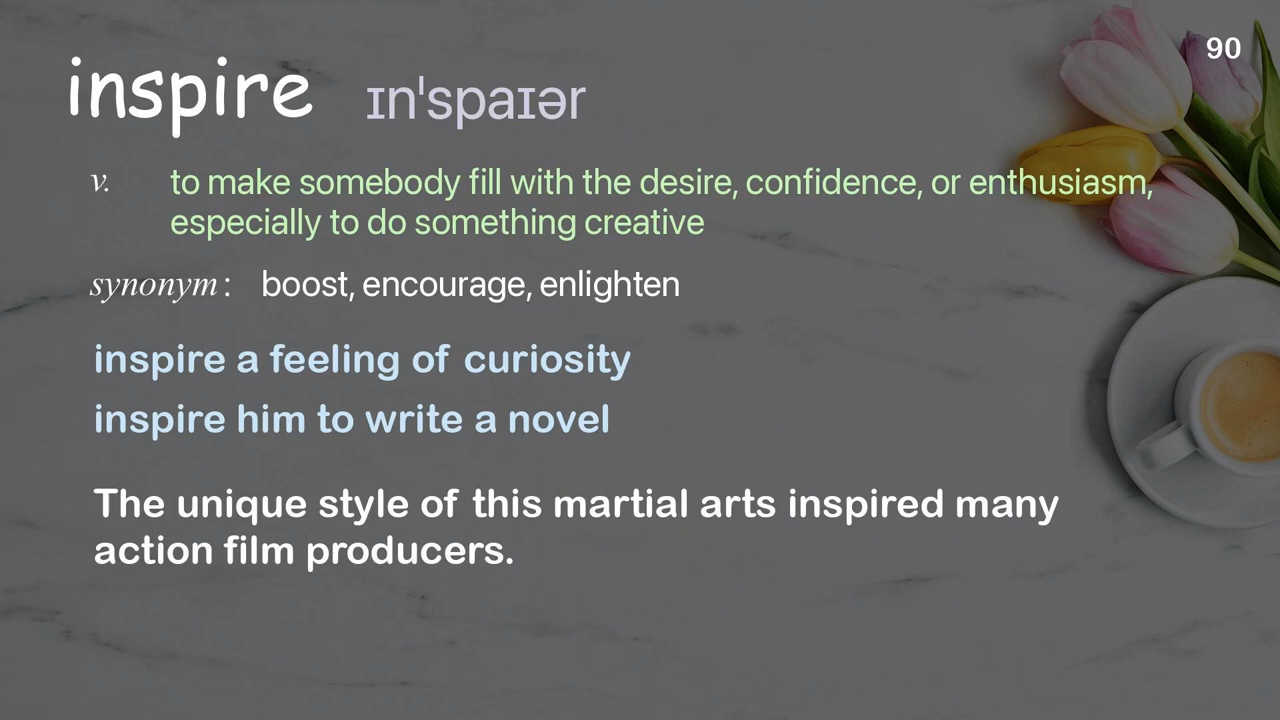 90
inspire ɪnˈspaɪər
v. to make somebody fill with the desire, confidence, or enthusiasm,
especially to do something creative
synonym: boost, encourage, enlighten
inspire a feeling of curiosity
inspire him to write a novel
The unique style of this martial arts inspired many
action film producers.